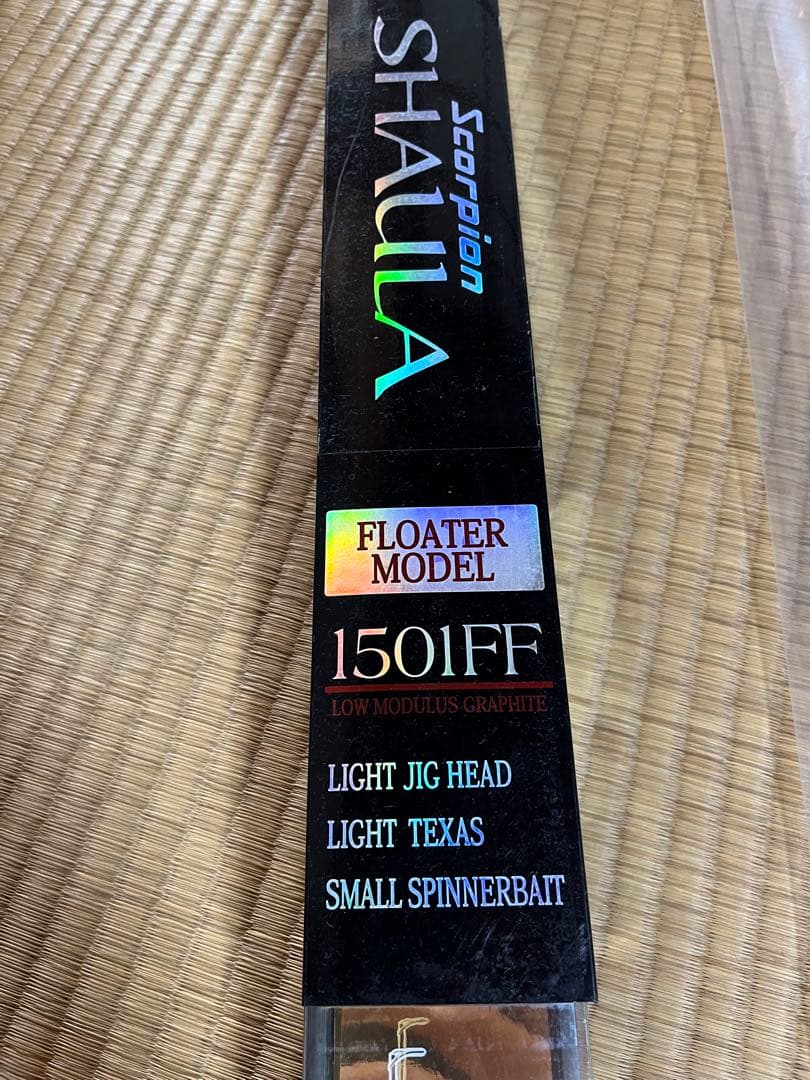 Scorpion
SHAULA
FLOATER
MODEL
1501FF
LOW MODULUS GRAPHITE
LIGHT JIG HEAD
LIGHT TEXAS
SMALL SPINNERBAIT